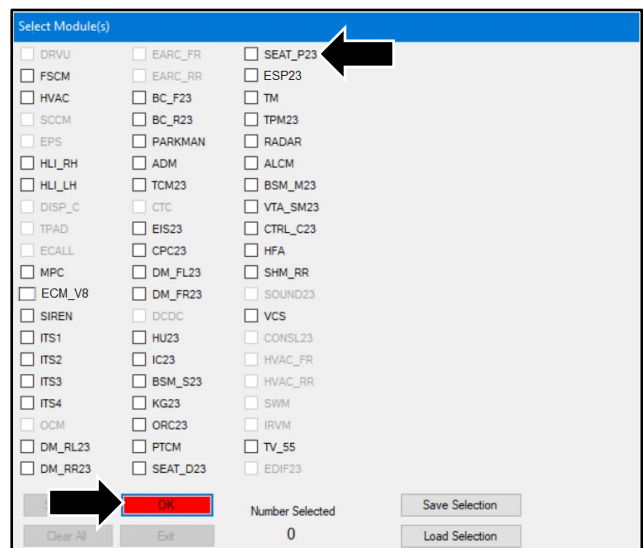 Select Module(s)
DRVU
FSCM
HVAC
SCCM
EPS
HLI_RH
HLI_LH
DISP_C
TPAD
ECALL
MPC
ECM_V8
SIREN
ITS1
ITS2
ITS3
ITS4
OCM
DM_RL23
DM_RR23
EARC_FR
EARC_RR
BC_F23
BC_R23
PARKMAN
ADM
TCM23
CTC
EIS23
CPC23
DM_FL23
DM_FR23
DCDC
HU23
IC23
BSM_S23
KG23
ORC23
PTCM
SEAT_D23
SEAT_P23
ESP23
TM
TPM23
RADAR
ALCM
BSM_M23
VTA_SM23
CTRL_C23
HFA
SHM_RR
SOUND23
VCS
CONSL23
HVAC_FR
HVAC_RR
SWM
IRVM
TV_55
EDIF23
OK
Clear All
Exit
Number Selected
0
Save Selection
Load Selection